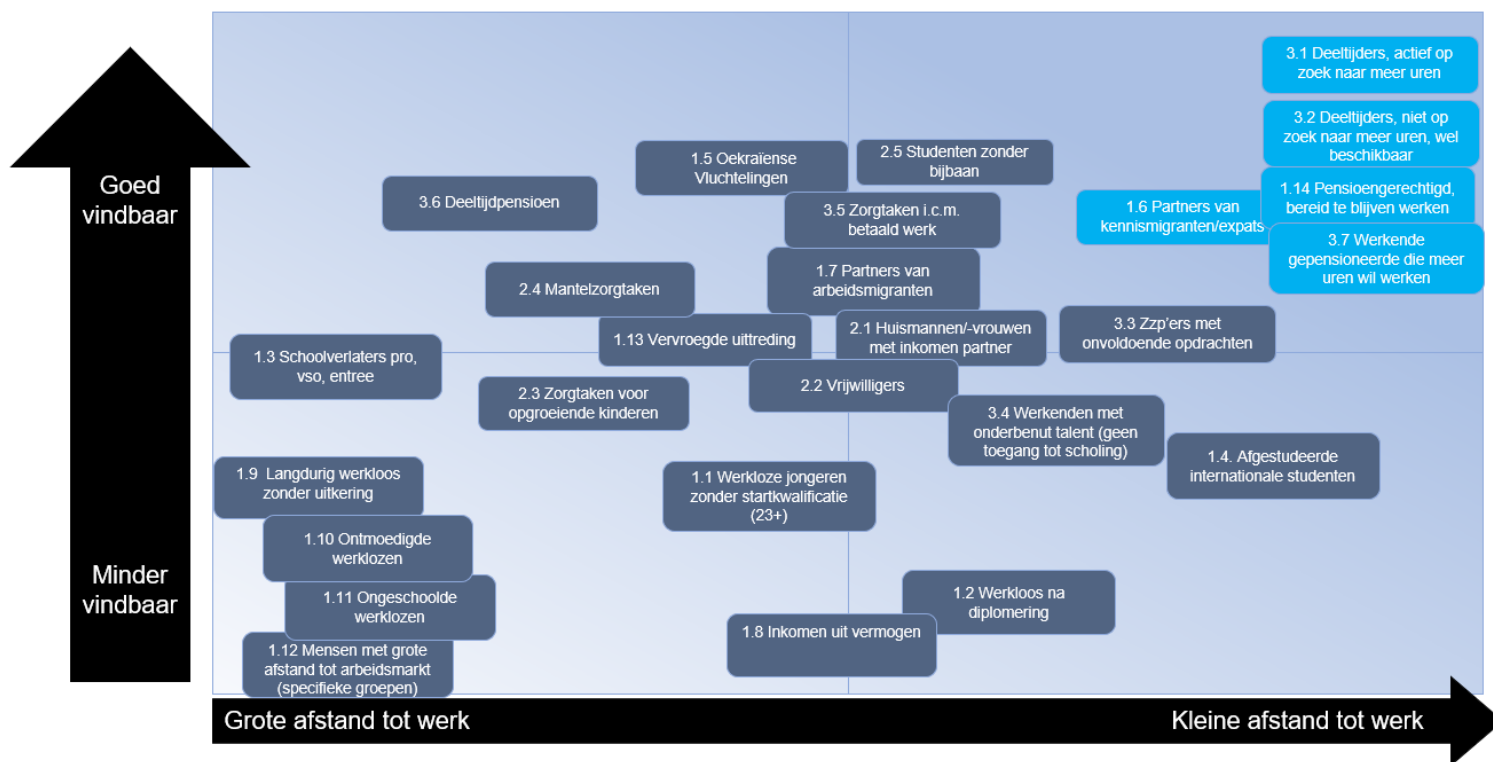 3.1 Deeltijders, actief op
zoek naar meer uren
3.2 Deeltijders, niet op
zoek naar meer uren, wel
beschikbaar
1.5 Oekraïense
Vluchtelingen
2.5 Studenten zonder
bijbaan
Goed
vindbaar
3.6 Deeltijdpensioen
1.14 Pensioengerechtigd,
bereid te blijven werken
1.6 Partners van
kennismigranten/expats
3.5 Zorgtaken i.c.m.
betaald werk
3.7 Werkende
gepensioneerde die meer
uren wil werken
2.4 Mantelzorgtaken
1.7 Partners van
arbeidsmigranten
1.13 Vervroegde uittreding
2.1 Huismannen/-vrouwen
met inkomen partner
3.3 Zzp'ers met
onvoldoende opdrachten
1.3 Schoolverlaters pro,
vso, entree
2.3 Zorgtaken voor
opgroeiende kinderen
2.2 Vrijwilligers
3.4 Werkenden met
onderbenut talent (geen
toegang tot scholing)
1.4. Afgestudeerde
internationale studenten
1.9 Langdurig werkloos
zonder uitkering
1.1 Werkloze jongeren
zonder startkwalificatie
(23+)
1.10 Ontmoedigde
werklozen
Minder
vindbaar
1.11 Ongeschoolde
werklozen
1.2 Werkloos na
diplomering
1.8 Inkomen uit vermogen
1.12 Mensen met grote
afstand tot arbeidsmarkt
(specifieke groepen)
Grote afstand tot werk
Kleine afstand tot werk